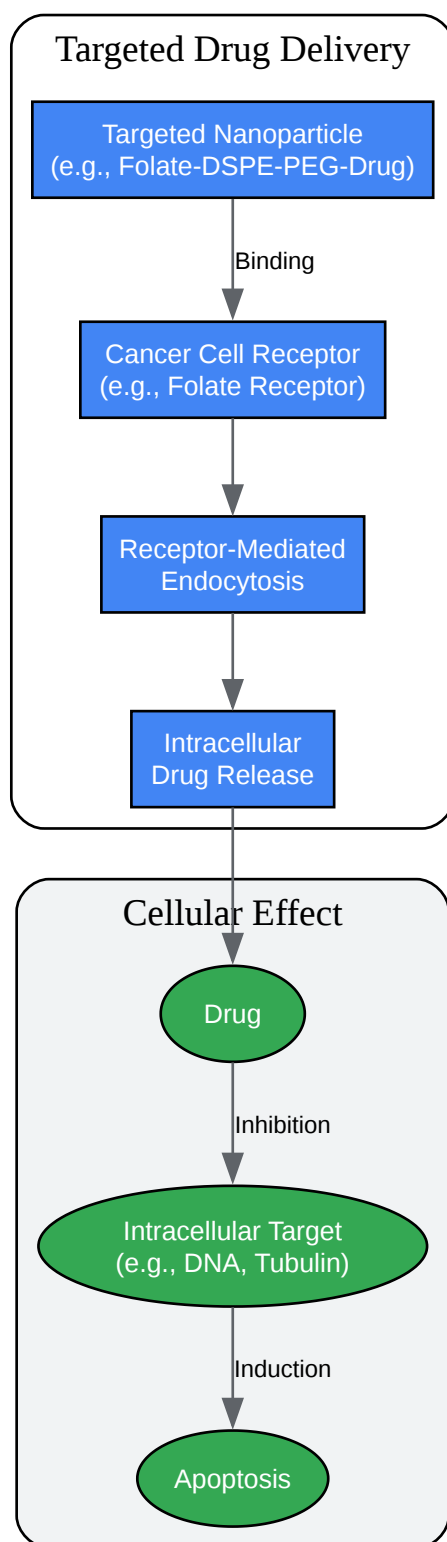 Targeted Drug Delivery
Targeted Nanoparticle
(e.g., Folate-DSPE-PEG-Drug)
Binding
Cancer Cell Receptor
(e.g., Folate Receptor)
Receptor-Mediated
Endocytosis
Intracellular
Drug Release
Cellular Effect
Drug
Inhibition
Intracellular Target
(e.g., DNA, Tubulin)
Induction
Apoptosis